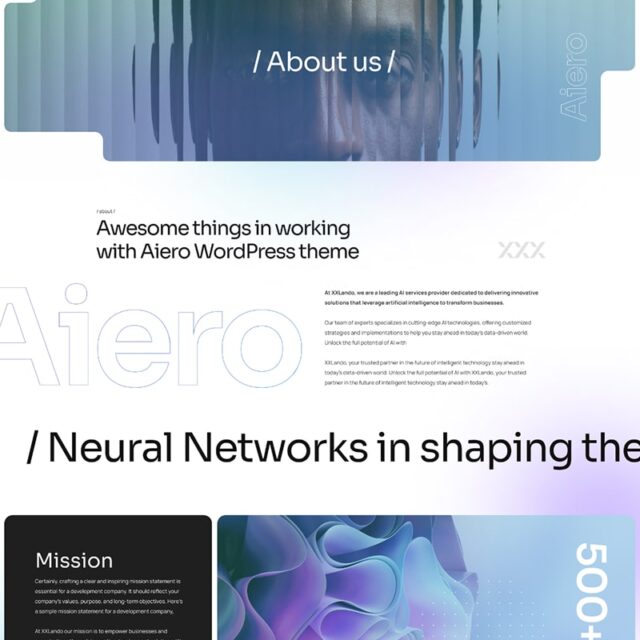 / About us /
Aiero
/about/
Awesome things in working
with Aiero WordPress theme
XXX
Aiero
At XXLando, we are a leading AI services provider dedicated to delivering innovative
solutions that leverage artificial intelligence to transform businesses.
Our team of experts specializes in cutting-edge AI technologies, offering customized
strategies and implementations to help you stay ahead in today's data-driven world.
Unlock the full potential of AI with
XXLando, your trusted partner in the future of intelligent technology stay ahead in
today's data-driven world. Unlock the full potential of AI with XXLando, your trusted
partner in the future of intelligent technology stay ahead in today's.
/ Neural Networks in shaping the
Mission
Certainly, crafting a clear and inspiring mission statement is
essential for any development company. It should reflect your
company's values, purpose, and long-term objectives. Here's
a sample mission statement for a development company.
At XXLando our mission is to empower businesses and
500+